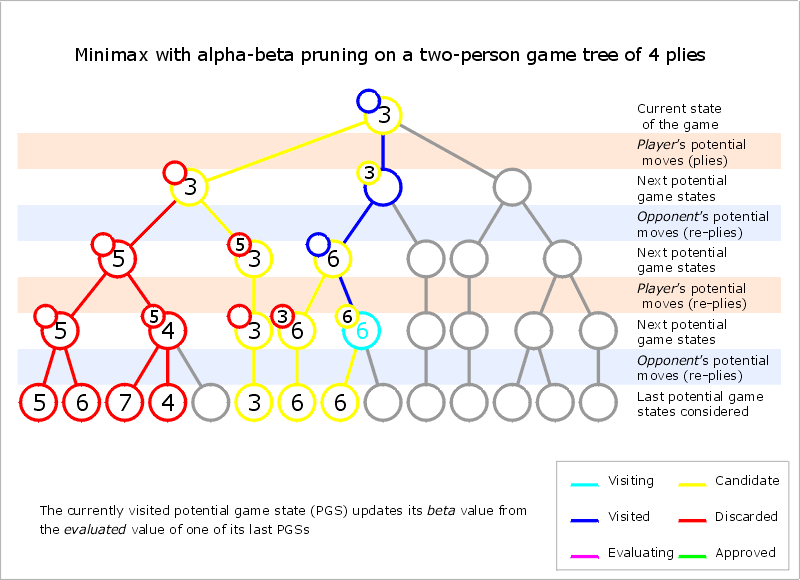 Minimax with alpha-beta pruning on a two-person game tree of 4 plies
3
Current state
of the game
Player's potential
moves (plies)
3
3
Next potential
game states
Opponent's potential
moves (re-plies)
5
5
3
6
Next potential
game states
Player's potential
moves (re-plies)
5
5
4
3
3
6
6
6
Next potential
game states
Opponent's potential
moves (re-plies)
5
6
7
4
3
6
6
Last potential game
states considered
The currently visited potential game state (PGS) updates its beta value from
the evaluated value of one of its last PGSs
Visiting
Candidate
Visited
Discarded
Evaluating
Approved